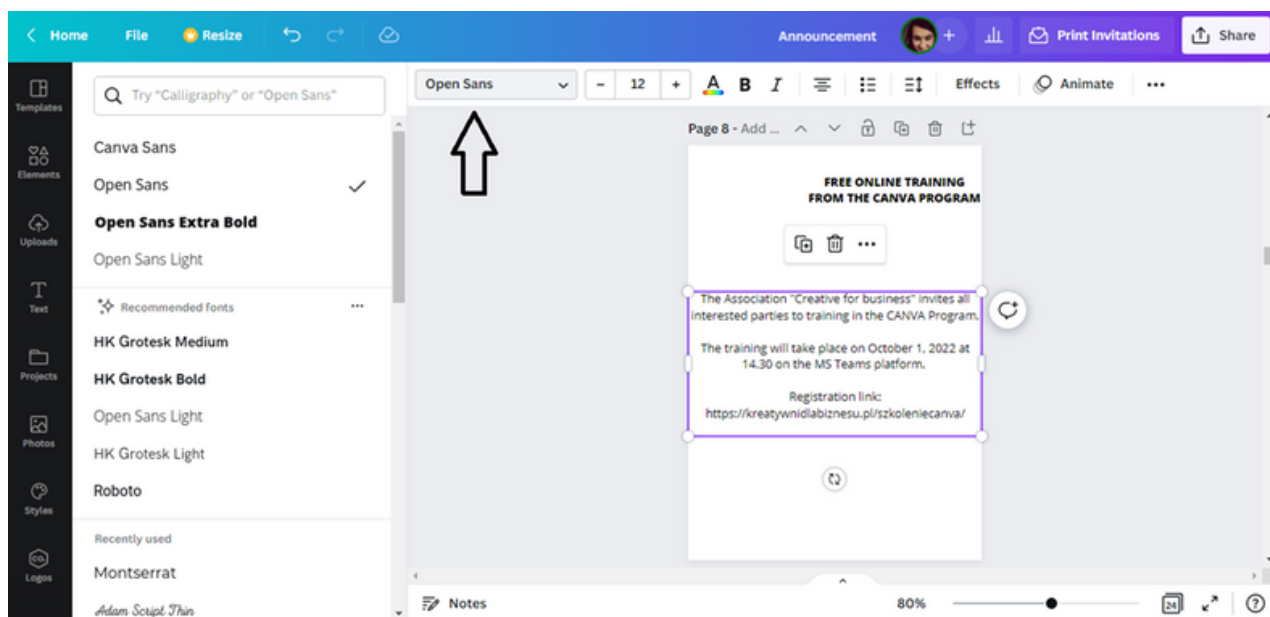 Home File Resize Announcement + Print Invitations Share
Templates
Elements
Uploads
Text
Projects
Photos
Styles
CO.
Logos
Try "Calligraphy" or "Open Sans"
Canva Sans
Open Sans
Open Sans Extra Bold
Open Sans Light
Recommended fonts ...
HK Grotesk Medium
HK Grotesk Bold
Open Sans Light
HK Grotesk Light
Roboto
Recently used
Montserrat
Adam Script Thin
Open Sans - 12 + A B I Effects Animate ...
Page 8 - Add ...
FREE ONLINE TRAINING
FROM THE CANVA PROGRAM
The Association "Creative for business" invites all
interested parties to training in the CANVA Program.
The training will take place on October 1, 2022 at
14.30 on the MS Teams platform.
Registration link:
https://kreatywnidlabiznesu.pl/szkoleniecanva/
Notes 80% 24 ?